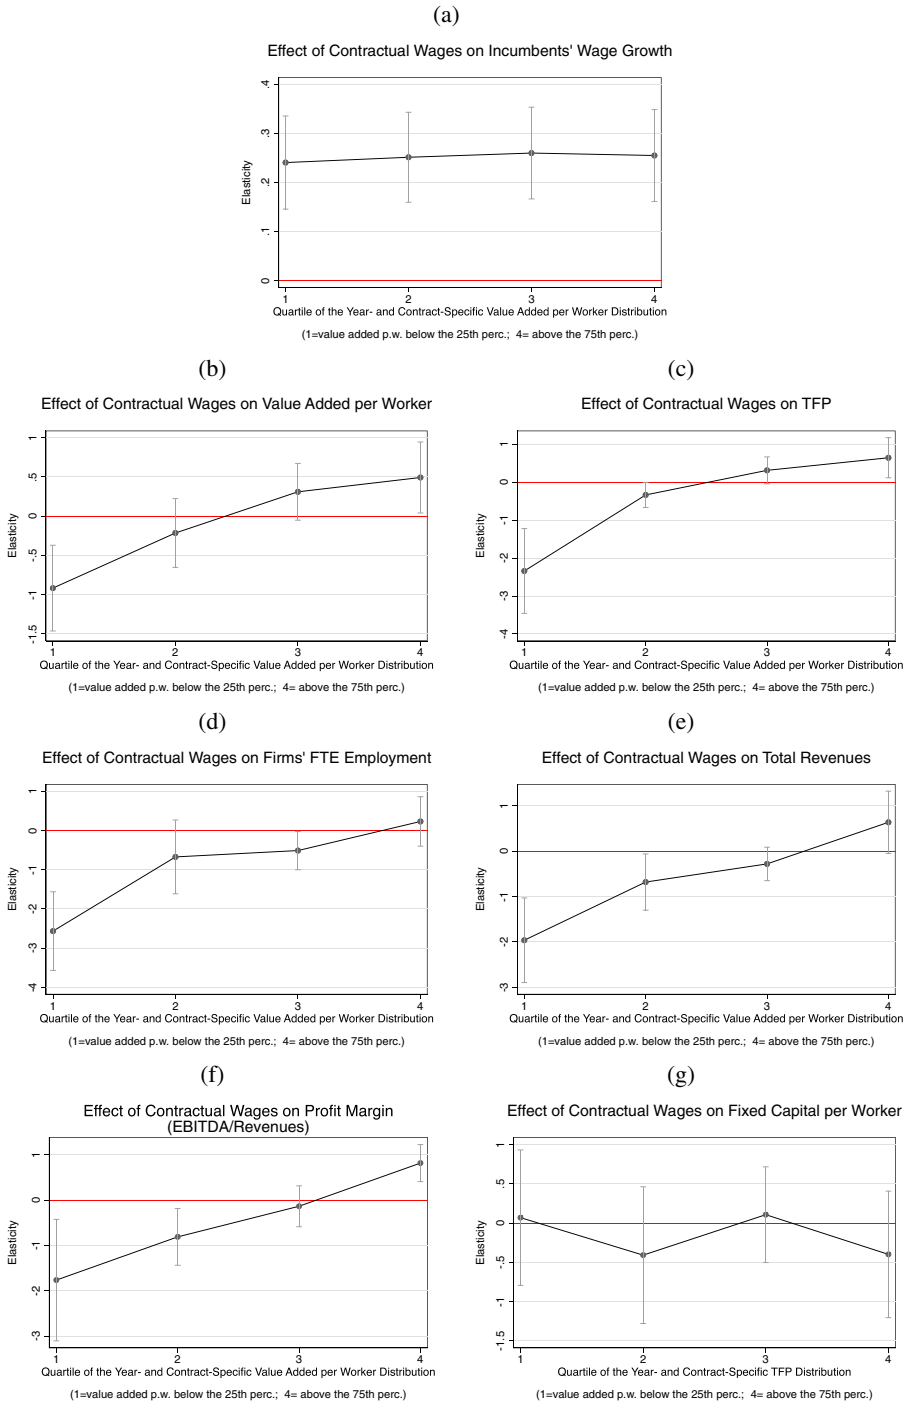 (a)
Effect of Contractual Wages on Incumbents' Wage Growth
Elasticity
.4
.3
.2
.1
0
1 2 3 4
Quartile of the Year- and Contract-Specific Value Added per Worker Distribution
(1=value added p.w. below the 25th perc.; 4= above the 75th perc.)
(b)
Effect of Contractual Wages on Value Added per Worker
Elasticity
1
.5
0
-.5
-1
-1.5
1 2 3 4
Quartile of the Year- and Contract-Specific Value Added per Worker Distribution
(1=value added p.w. below the 25th perc.; 4= above the 75th perc.)
(c)
Effect of Contractual Wages on TFP
Elasticity
1
0
-1
-2
-3
-4
1 2 3 4
Quartile of the Year- and Contract-Specific Value Added per Worker Distribution
(1=value added p.w. below the 25th perc.; 4= above the 75th perc.)
(d)
Effect of Contractual Wages on Firms' FTE Employment
Elasticity
1
0
-1
-2
-3
-4
1 2 3 4
Quartile of the Year- and Contract-Specific Value Added per Worker Distribution
(1=value added p.w. below the 25th perc.; 4= above the 75th perc.)
(e)
Effect of Contractual Wages on Total Revenues
Elasticity
1
0
-1
-2
-3
1 2 3 4
Quartile of the Year- and Contract-Specific Value Added per Worker Distribution
(1=value added p.w. below the 25th perc.; 4= above the 75th perc.)
(f)
Effect of Contractual Wages on Profit Margin
(EBITDA/Revenues)
Elasticity
1
0
-1
-2
-3
1 2 3 4
Quartile of the Year- and Contract-Specific Value Added per Worker Distribution
(1=value added p.w. below the 25th perc.; 4= above the 75th perc.)
(g)
Effect of Contractual Wages on Fixed Capital per Worker
Elasticity
1
.5
0
-.5
-1
-1.5
1 2 3 4
Quartile of the Year- and Contract-Specific TFP Distribution
(1=value added p.w. below the 25th perc.; 4= above the 75th perc.)